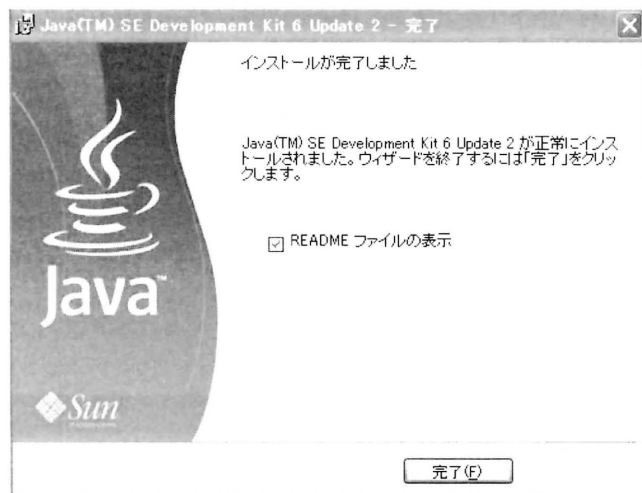 Java(TM) SE Development Kit 6 Update 2 - 完了
インストールが完了しました
Java(TM) SE Development Kit 6 Update 2 が正常にインス
トールされました。ウィザードを終了するには「完了」をクリッ
クします。
README ファイルの表示
Java™
Sun
完了(F)